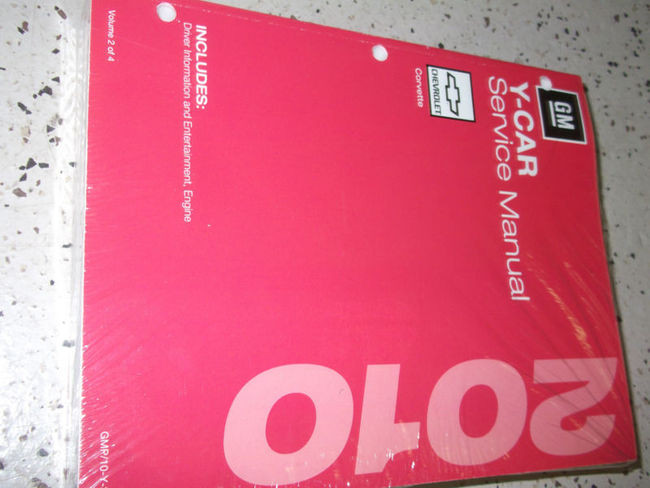 GM
Y-CAR
Service Manual
CHEVROLET
Corvette
2010
INCLUDES:
Driver Information and Entertainment, Engine
Volume 2 of 4
GMR/10-Y-